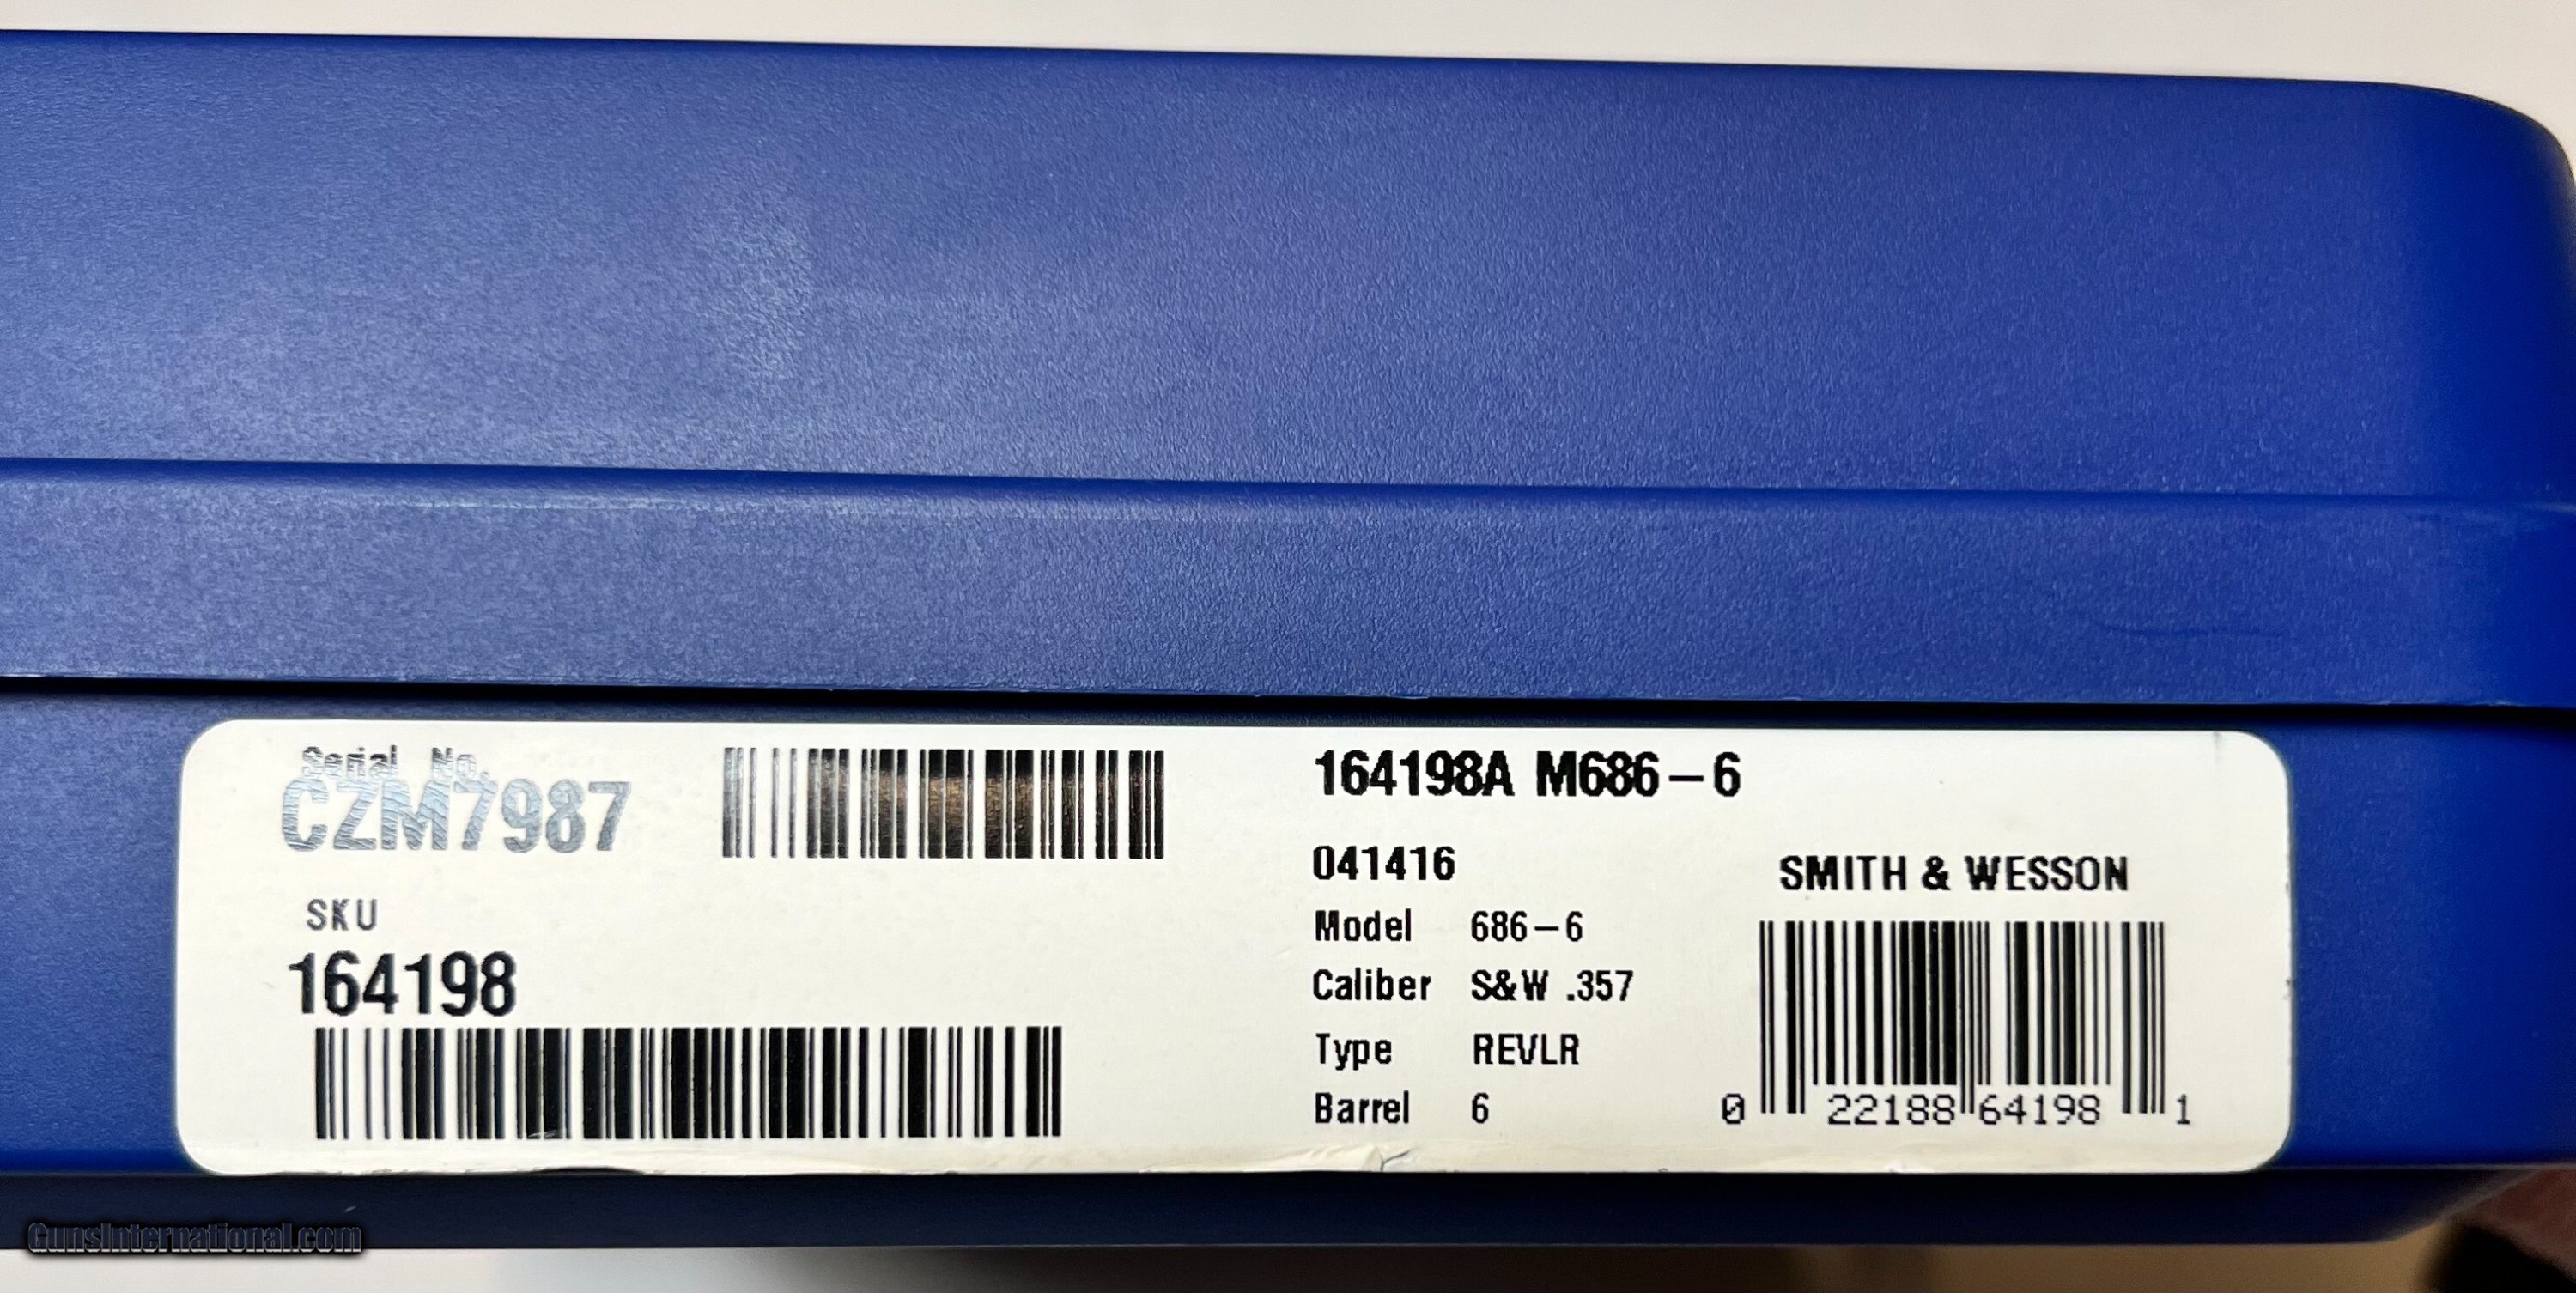 Serial No.
CZM7987
SKU
164198
164198A M686-6
041416
Model 686-6
Caliber S&W .357
Type REVLR
Barrel 6
SMITH & WESSON
0 22188 64198 1
GunsInternational.com